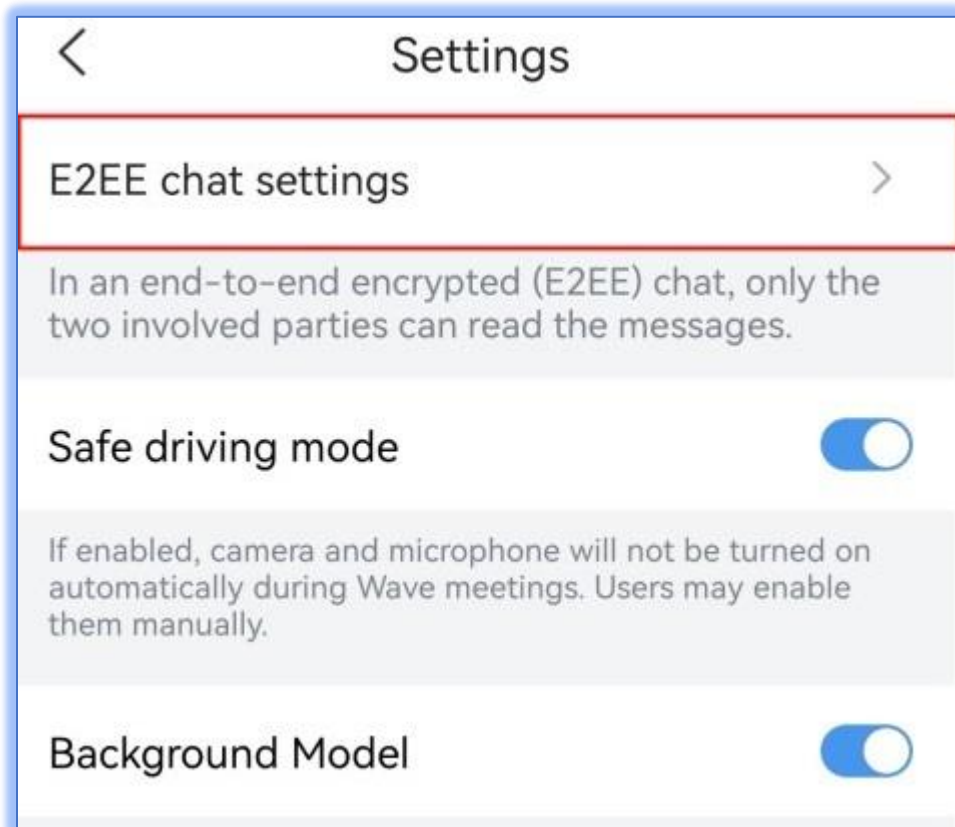 Settings
E2EE chat settings
In an end-to-end encrypted (E2EE) chat, only the
two involved parties can read the messages.
Safe driving mode
If enabled, camera and microphone will not be turned on
automatically during Wave meetings. Users may enable
them manually.
Background Model